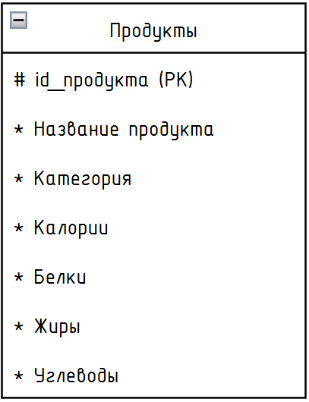 Продукты
# id_продукта (PK)
* Название продукта
* Категория
* Калории
* Белки
* Жиры
* Углеводы